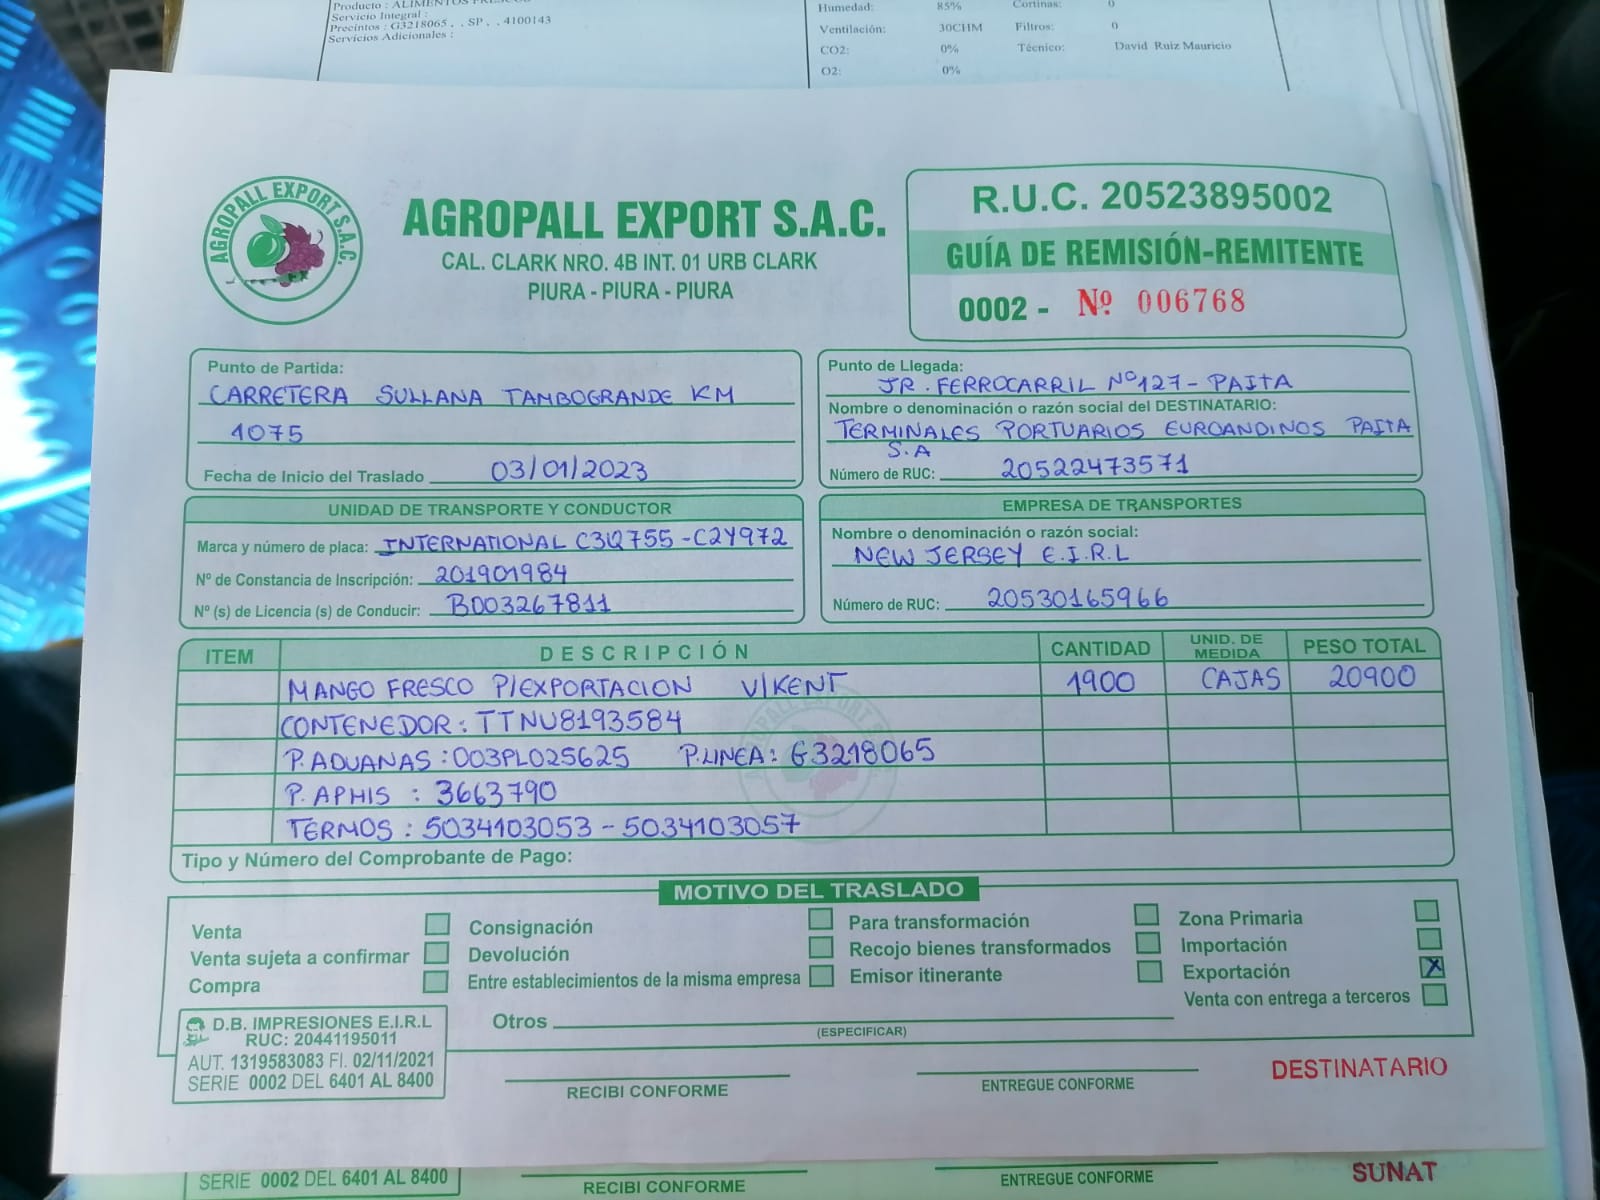 Producto : ALIMENTOS FRESCOS
Servicio Integral :
Precintos : G3218065 , . SP , . 4100143
Servicios Adicionales :
Humedad: 85% Cortinas: 0
Ventilación: 30CHM Filtros: 0
CO2: 0% Técnico: David Ruiz Mauricio
O2: 0%
AGROPALL EXPORT S.A.C.
AGROPALL EXPORT S.A.C.
CAL. CLARK NRO. 4B INT. 01 URB CLARK
PIURA - PIURA - PIURA
R.U.C. 20523895002
GUÍA DE REMISIÓN-REMITENTE
0002 - Nº 006768
Punto de Partida:
CARRETERA SULLANA TAMBOGRANDE KM
1075
Fecha de Inicio del Traslado 03/01/2023
Punto de Llegada:
JR. FERROCARRIL Nº127 - PAITA
Nombre o denominación o razón social del DESTINATARIO:
TERMINALES PORTUARIOS EUROANDINOS PAITA
S.A
Número de RUC: 20522473571
UNIDAD DE TRANSPORTE Y CONDUCTOR
Marca y número de placa: INTERNATIONAL C3Q755 - C2Y972
Nº de Constancia de Inscripción: 201901984
Nº (s) de Licencia (s) de Conducir: B003267811
EMPRESA DE TRANSPORTES
Nombre o denominación o razón social:
NEW JERSEY E.I.R.L
Número de RUC: 20530165966
ITEM DESCRIPCIÓN CANTIDAD UNID. DE MEDIDA PESO TOTAL
MANGO FRESCO P/EXPORTACION V/KENT 1900 CAJAS 20900
CONTENEDOR : TTNU8193584
P. ADUANAS : 003PL025625 P.LINEA : G3218065
P. APHIS : 3663790
TERMOS : 5034103053 - 5034103057
Tipo y Número del Comprobante de Pago:
MOTIVO DEL TRASLADO
Venta Consignación Para transformación Zona Primaria
Venta sujeta a confirmar Devolución Recojo bienes transformados Importación
Compra Entre establecimientos de la misma empresa Emisor itinerante Exportación X
Venta con entrega a terceros
Otros
(ESPECIFICAR)
D.B. IMPRESIONES E.I.R.L
RUC: 20441195011
AUT. 1319583083 FI. 02/11/2021
SERIE 0002 DEL 6401 AL 8400
RECIBI CONFORME
ENTREGUE CONFORME
DESTINATARIO
SERIE 0002 DEL 6401 AL 8400
RECIBI CONFORME
ENTREGUE CONFORME
SUNAT